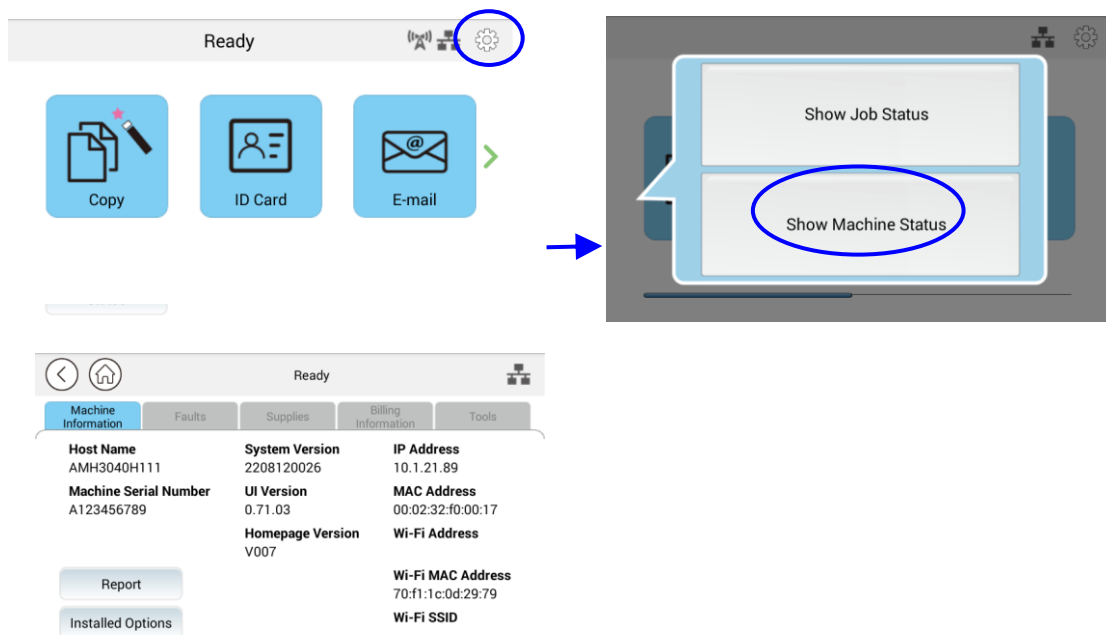 Ready
Copy
ID Card
E-mail
Show Job Status
Show Machine Status
Ready
Machine Information
Faults
Supplies
Billing Information
Tools
Host Name
AMH3040H111
Machine Serial Number
A123456789
Report
Installed Options
System Version
2208120026
UI Version
0.71.03
Homepage Version
V007
IP Address
10.1.21.89
MAC Address
00:02:32:f0:00:17
Wi-Fi Address
Wi-Fi MAC Address
70:f1:1c:0d:29:79
Wi-Fi SSID